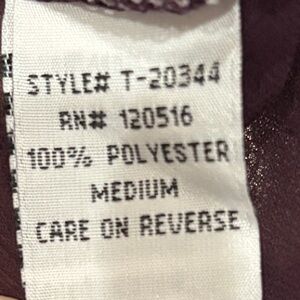 STYLE# T-20344
RN# 120516
100% POLYESTER
MEDIUM
CARE ON REVERSE